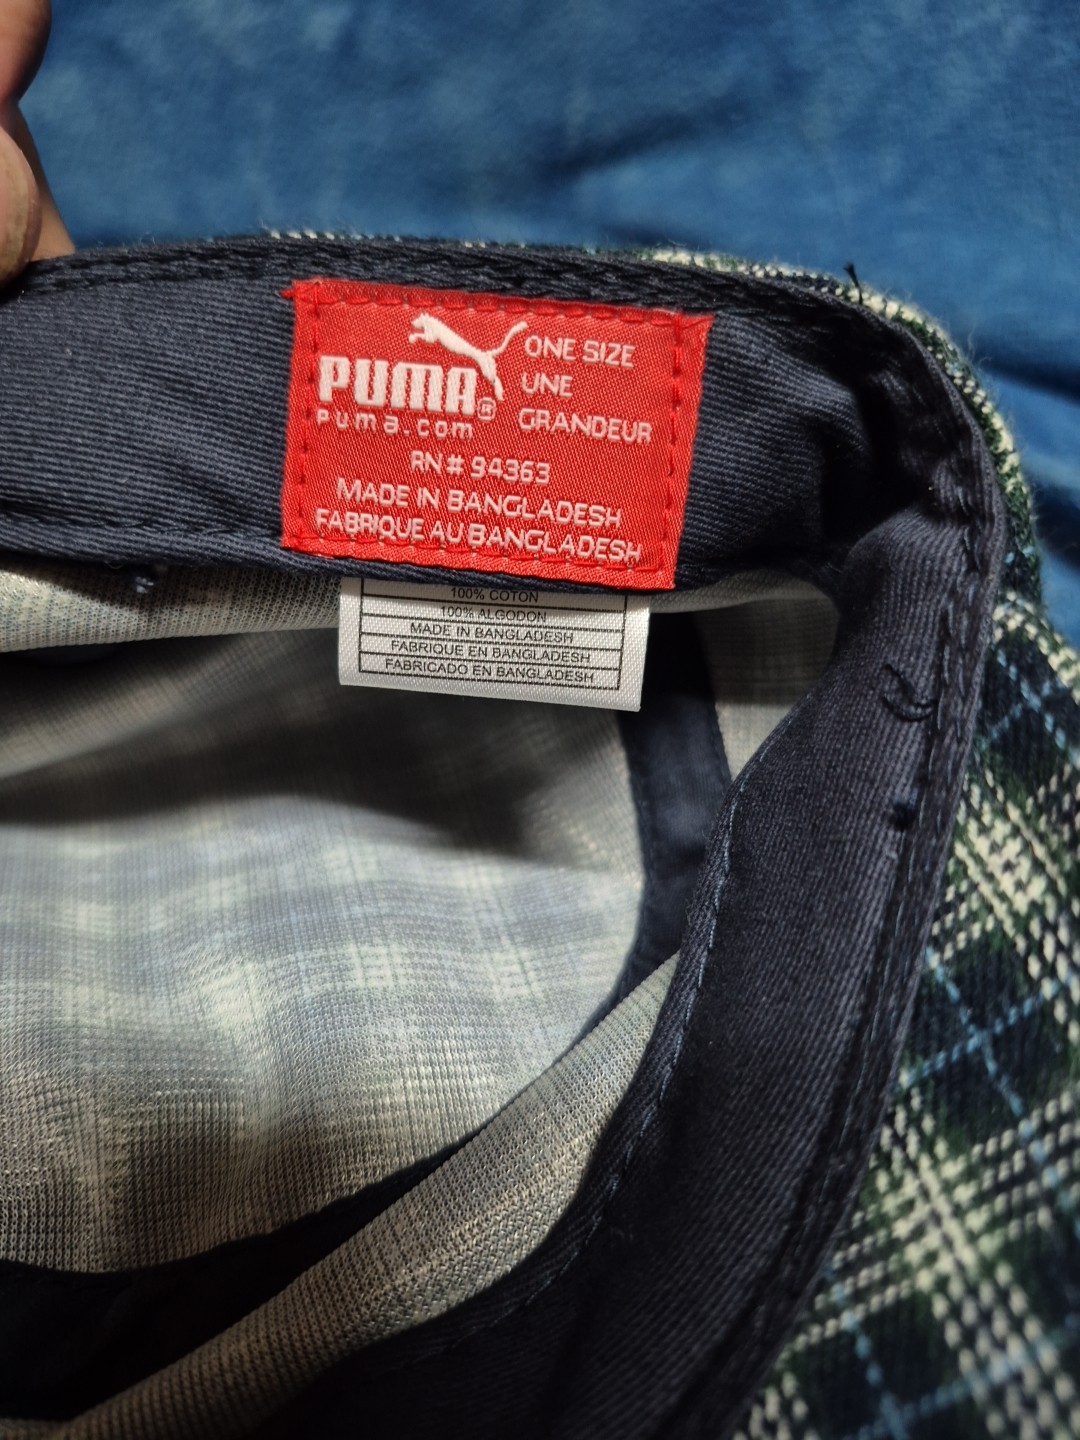 PUMA®
puma.com
ONE SIZE
UNE
GRANDEUR
RN# 94363
MADE IN BANGLADESH
FABRIQUE AU BANGLADESH
100% COTON
100% ALGODON
MADE IN BANGLADESH
FABRIQUE EN BANGLADESH
FABRICADO EN BANGLADESH